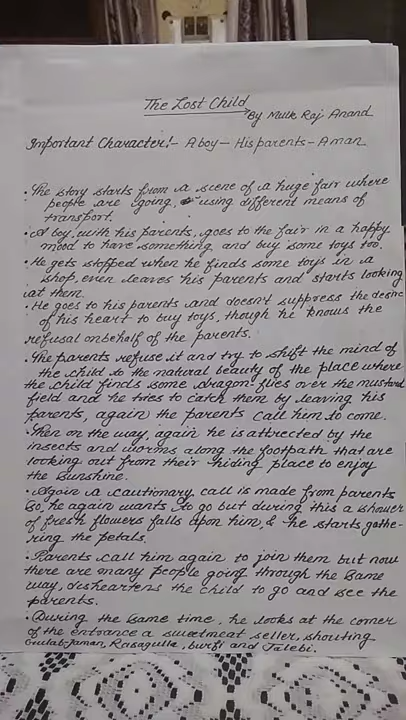 The Lost Child
By Mulk Raj Anand
Important Character:- A boy - His parents - A man
• The story starts from a scene of a huge fair where
people are going, using different means of
transport.
• A boy, with his parents, goes to the fair in a happy
mood to have something, and buy some toys too.
• He gets stopped when he finds some toys in a
shop, even leaves his parents and starts looking
at them.
• He goes to his parents and doesn't suppress the desire
of his heart to buy toys, though he knows the
refusal onbehalf of the parents.
• The parents refuse it and try to shift the mind of
the child to the natural beauty of the place where
the child finds some dragon flies over the mustard
field and he tries to catch them by leaving his
parents, again the parents call him to come.
• Then on the way, again he is attrected by the
insects and worms along the footpath that are
looking out from their hiding place to enjoy
the sunshine.
• Again a cautionary, call is made from parents
So, he again wants to go but during this a shower
of fresh flowers falls upon him, & he starts gathe-
ring the petals.
• Parents call him again to join them but now
there are many people going through the same
way, disheartens the child to go and see the
parents.
• During the same time, he looks at the corner
of the entrance a sweetmeat seller, shouting
Gulab-Jaman, Rasagulla, burfi and Jalebi.